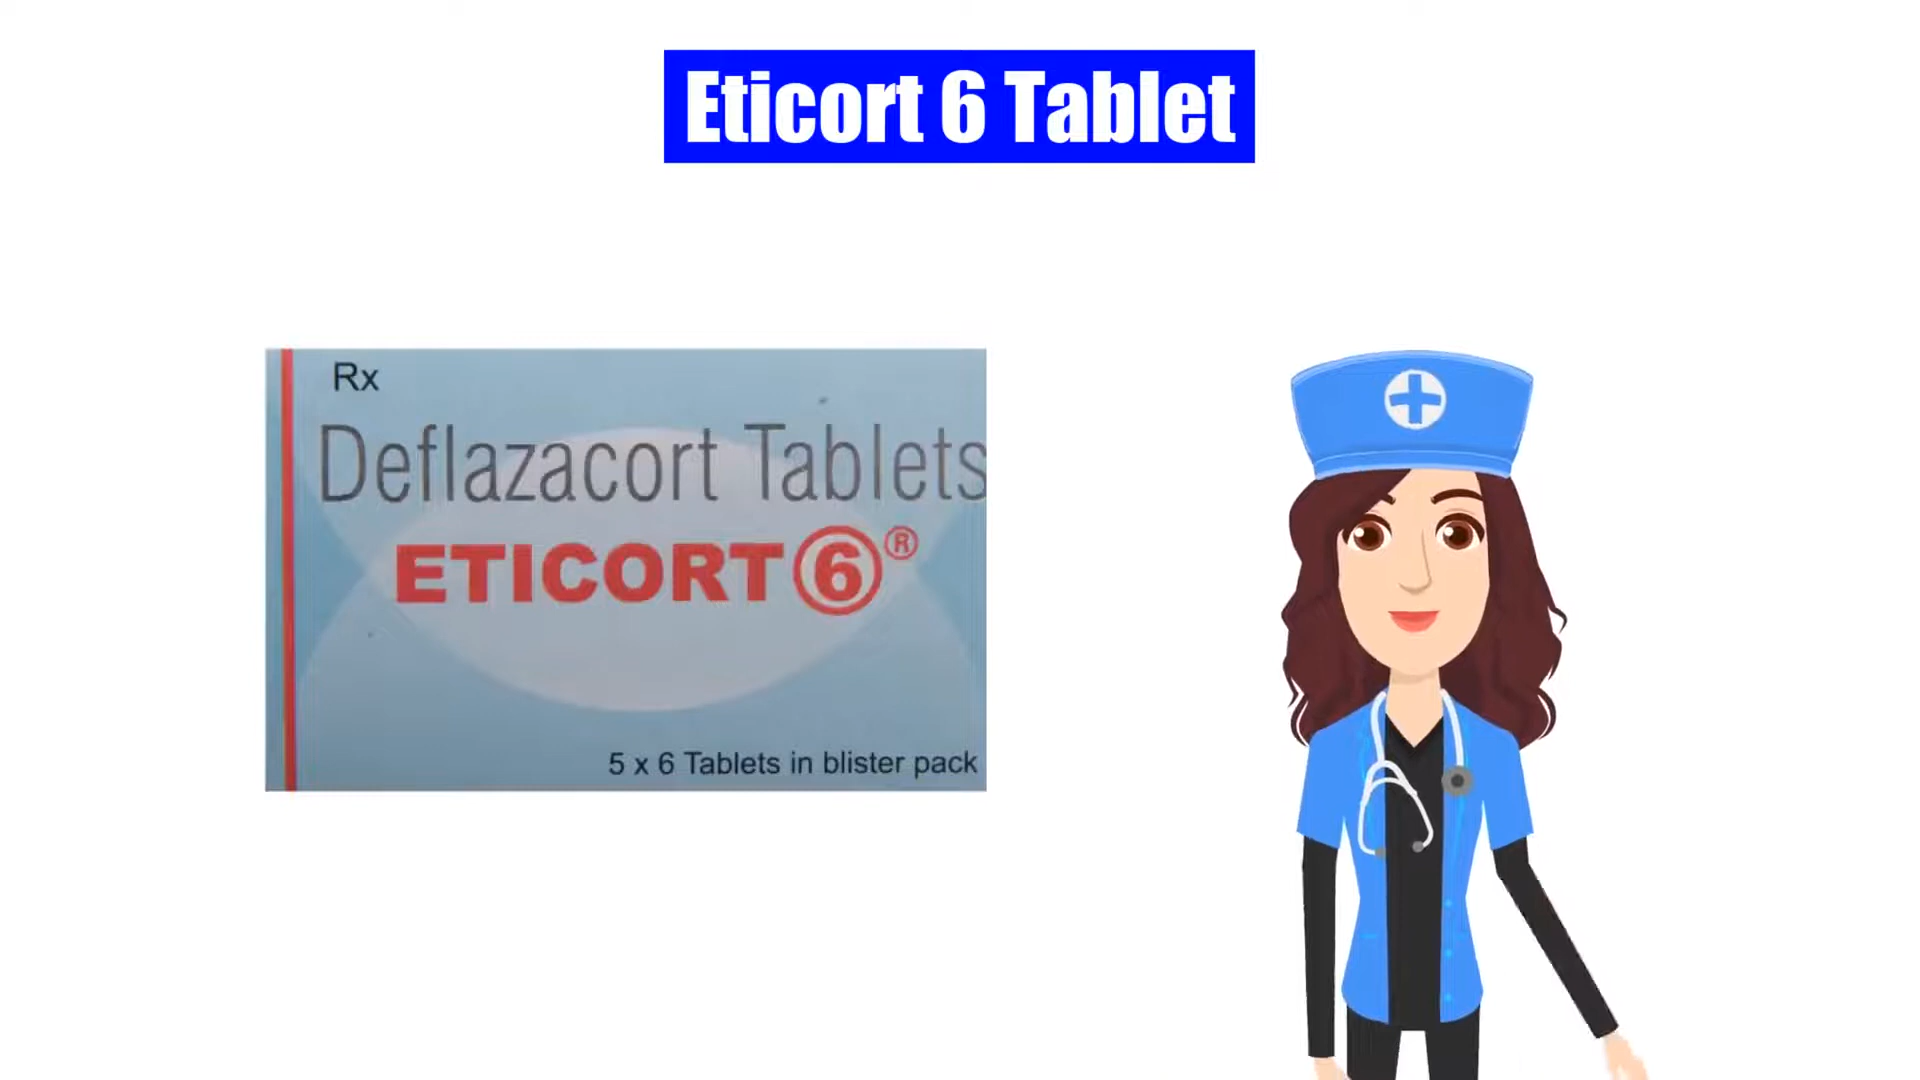 Eticort 6 Tablet
Rx
Deflazacort Tablets
ETICORT 6 ®
5 x 6 Tablets in blister pack